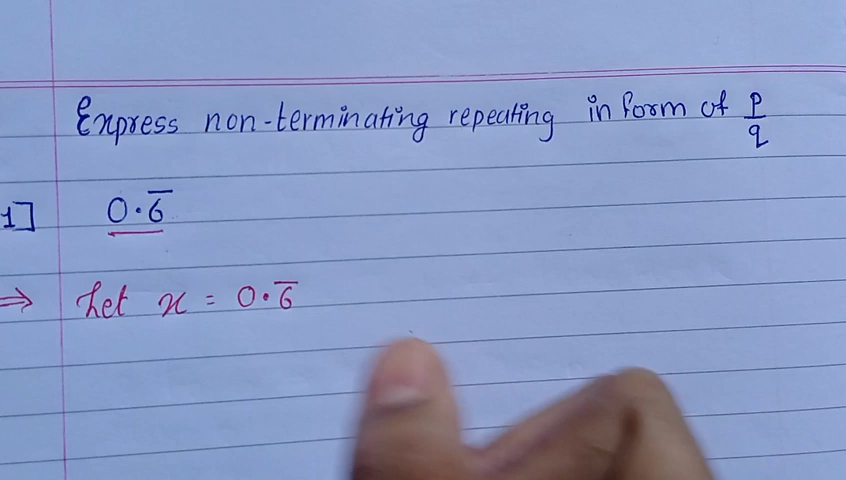 Express non-terminating repeating in form of p/q
1] 0.6̅
⇒ Let x = 0.6̅